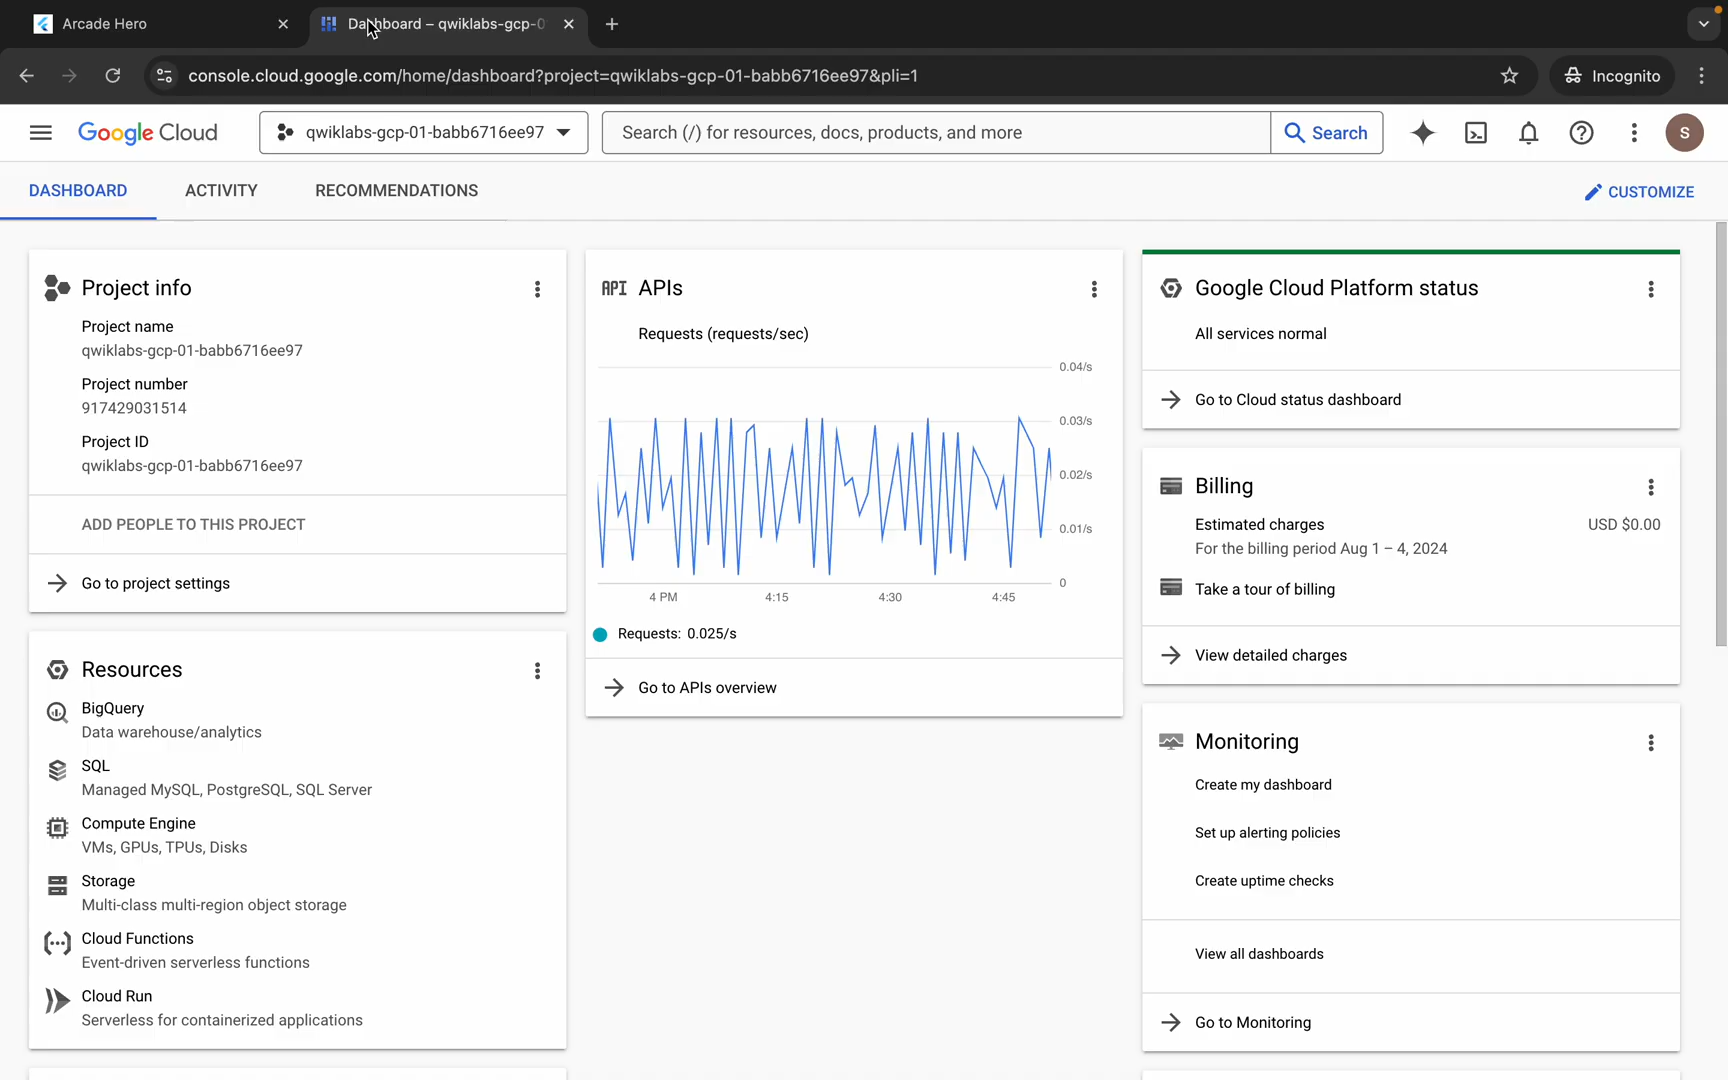 Arcade Hero
Dashboard – qwiklabs-gcp-0
console.cloud.google.com/home/dashboard?project=qwiklabs-gcp-01-babb6716ee97&pli=1
Incognito
Google Cloud
qwiklabs-gcp-01-babb6716ee97
Search (/) for resources, docs, products, and more
Search
S
DASHBOARD
ACTIVITY
RECOMMENDATIONS
CUSTOMIZE
Project info
Project name
qwiklabs-gcp-01-babb6716ee97
Project number
917429031514
Project ID
qwiklabs-gcp-01-babb6716ee97
ADD PEOPLE TO THIS PROJECT
Go to project settings
Resources
BigQuery
Data warehouse/analytics
SQL
Managed MySQL, PostgreSQL, SQL Server
Compute Engine
VMs, GPUs, TPUs, Disks
Storage
Multi-class multi-region object storage
Cloud Functions
Event-driven serverless functions
Cloud Run
Serverless for containerized applications
API APIs
Requests (requests/sec)
0.04/s
0.03/s
0.02/s
0.01/s
0
4 PM
4:15
4:30
4:45
Requests: 0.025/s
Go to APIs overview
Google Cloud Platform status
All services normal
Go to Cloud status dashboard
Billing
Estimated charges
USD $0.00
For the billing period Aug 1 – 4, 2024
Take a tour of billing
View detailed charges
Monitoring
Create my dashboard
Set up alerting policies
Create uptime checks
View all dashboards
Go to Monitoring